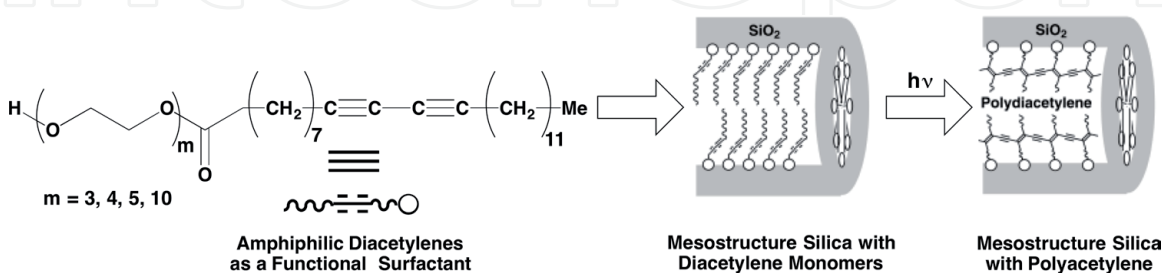 H
O
O
m
O
(CH₂)
7
(CH₂)
11
Me
m = 3, 4, 5, 10
Amphiphilic Diacetylenes
as a Functional Surfactant
SiO₂
Mesostructure Silica with
Diacetylene Monomers
hν
SiO₂
Polydiacetylene
Mesostructure Silica
with Polyacetylene